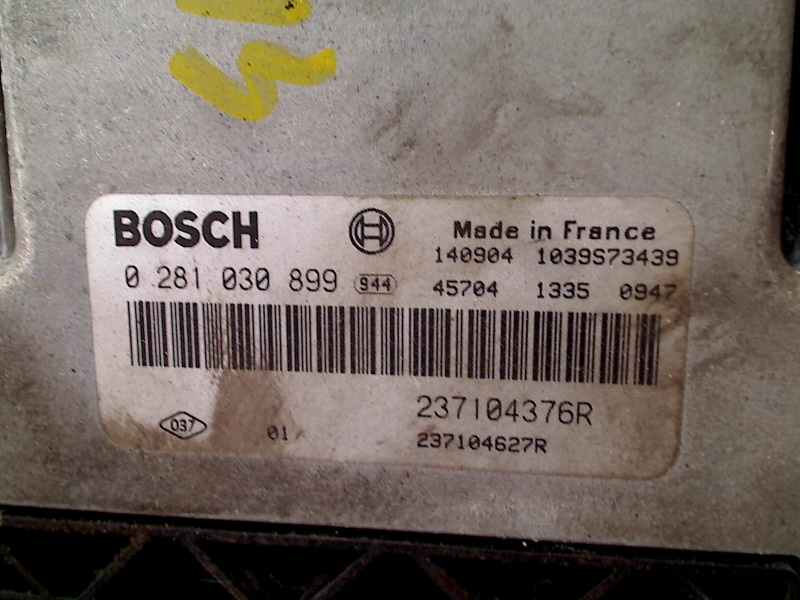 BOSCH
Made in France
140904 1039S73439
0 281 030 899 944
45704 1335 0947
237104376R
037 01
237104627R